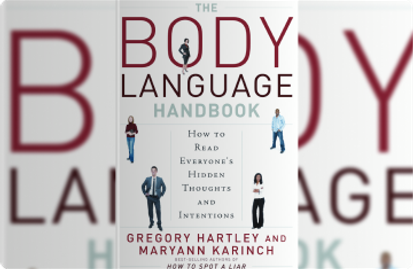 THE
BODY
LANGUAGE
HANDBOOK
HOW TO
READ
EVERYONE'S
HIDDEN
THOUGHTS
AND
INTENTIONS
GREGORY HARTLEY AND
MARYANN KARINCH
BEST-SELLING AUTHORS OF
HOW TO SPOT A LIAR